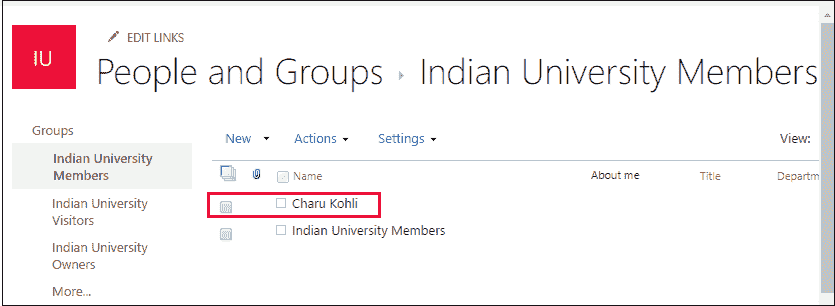 IU
EDIT LINKS
People and Groups › Indian University Members
Groups
Indian University
Members
Indian University
Visitors
Indian University
Owners
More...
New Actions Settings View:
Name About me Title Departm
Charu Kohli
Indian University Members